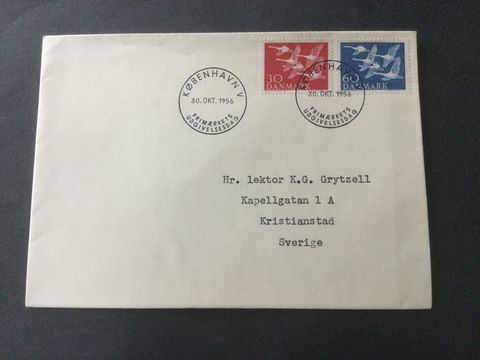 30
DANMARK
60
DANMARK
KØBENHAVN V
30. OKT. 1956
FRIMÆRKETS
UDGIVELSESDAG
KØBENHAVN
30. OKT. 1956
FRIMÆRKETS
UDGIVELSESDAG
Hr. lektor K.G. Grytzell
Kapellgatan 1 A
Kristianstad
Sverige